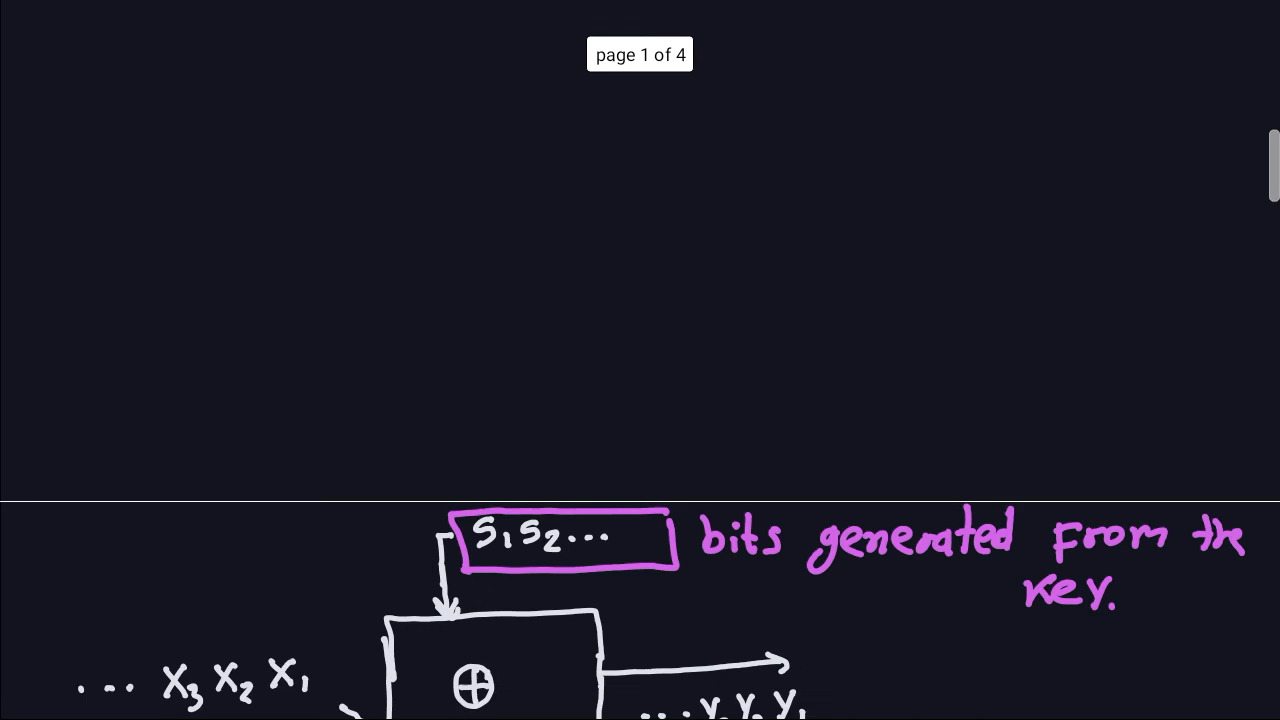 page 1 of 4
S₁S₂... bits generated from the
key.
... X₃ X₂ X₁ ⊕